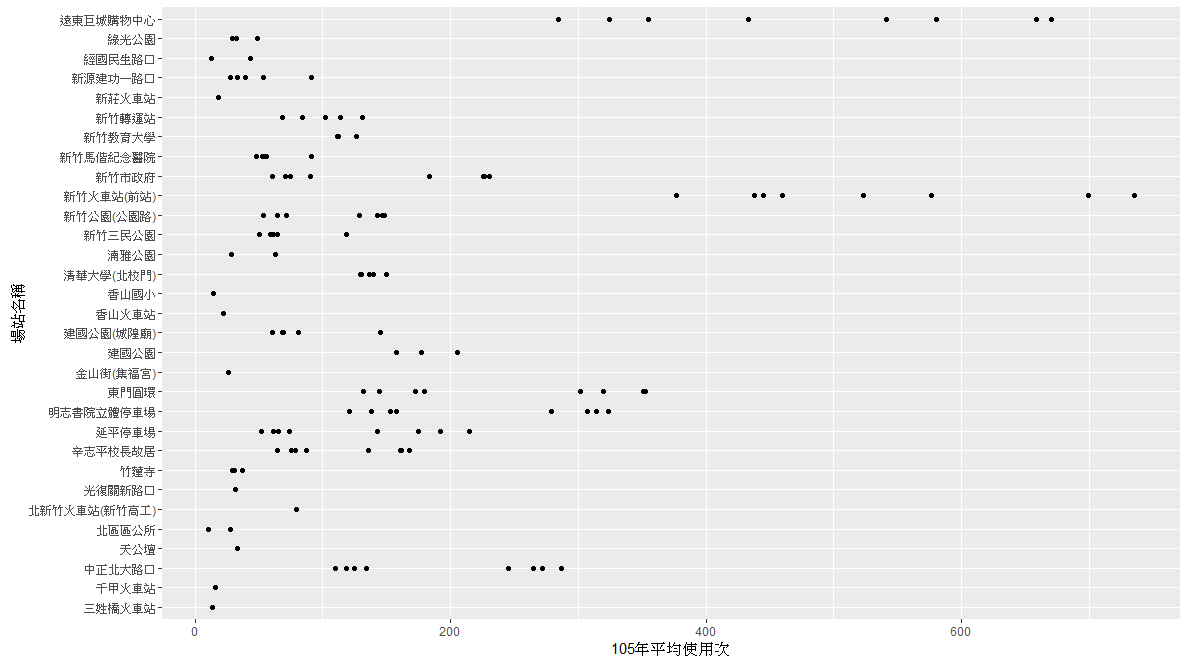 遠東巨城購物中心
綠光公園
經國民生路口
新源建功一路口
新莊火車站
新竹轉運站
新竹教育大學
新竹馬偕紀念醫院
新竹市政府
新竹火車站(前站)
新竹公園(公園路)
新竹三民公園
湳雅公園
清華大學(北校門)
香山國小
香山火車站
建國公園(城隍廟)
建國公園
金山街(集福宮)
東門圓環
明志書院立體停車場
延平停車場
辛志平校長故居
竹蓮寺
光復關新路口
北新竹火車站(新竹高工)
北區區公所
天公壇
中正北大路口
千甲火車站
三姓橋火車站
場站名稱
0 200 400 600
105年平均使用次